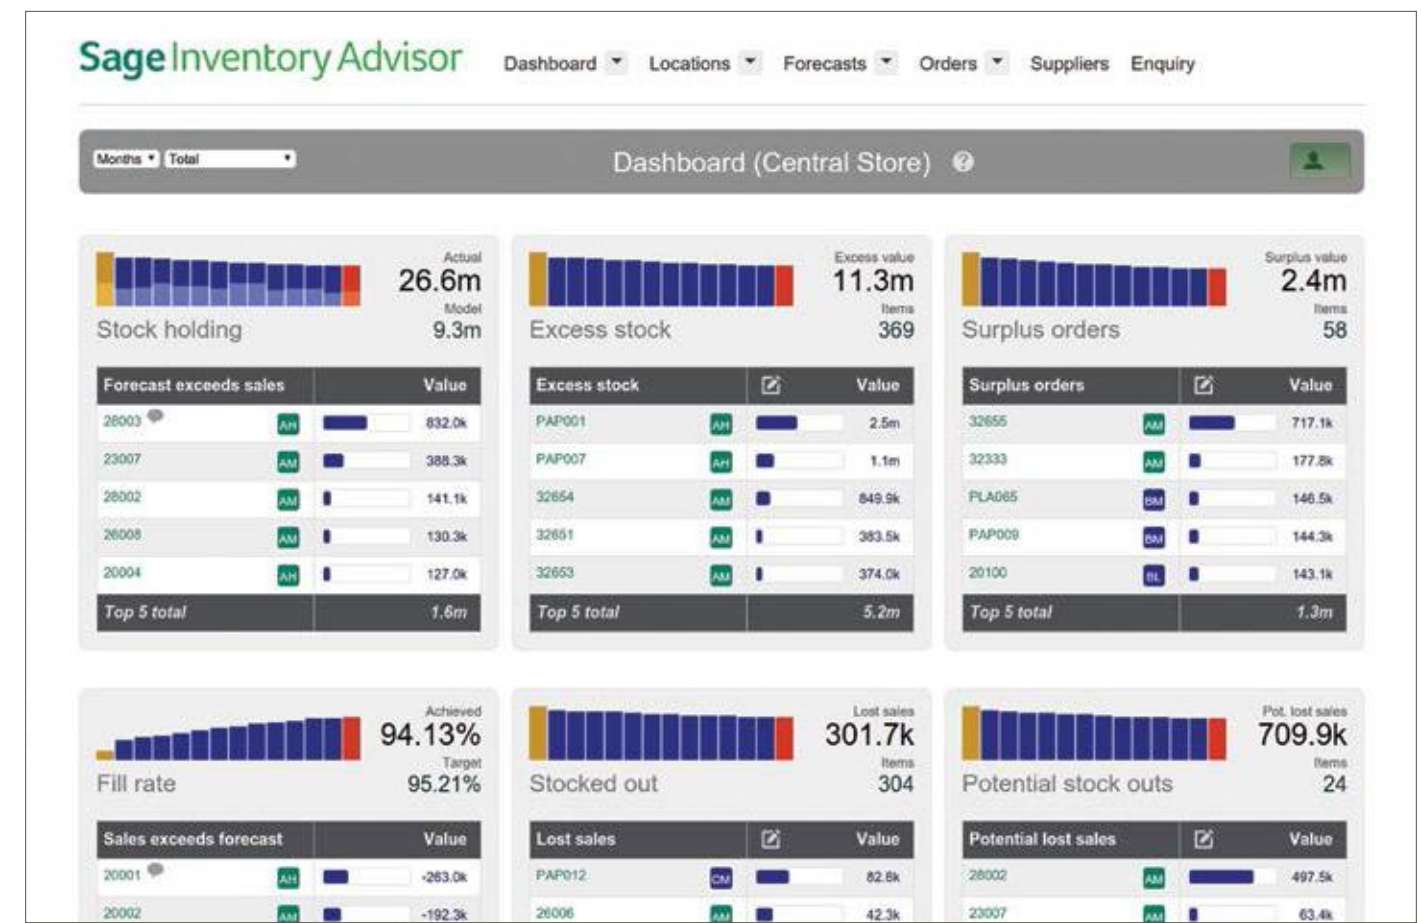 Sage Inventory Advisor Dashboard Locations Forecasts Orders Suppliers Enquiry
Months Total Dashboard (Central Store) ?
Actual
26.6m
Model
Stock holding 9.3m
Forecast exceeds sales Value
28003 AH 832.0k
23007 AM 388.3k
28002 AM 141.1k
26008 AM 130.3k
20004 AH 127.0k
Top 5 total 1.6m
Excess value
11.3m
Items
Excess stock 369
Excess stock Value
PAP001 AH 2.5m
PAP007 AH 1.1m
32654 AM 849.9k
32651 AM 383.5k
32653 AM 374.0k
Top 5 total 5.2m
Surplus value
2.4m
Items
Surplus orders 58
Surplus orders Value
32655 AM 717.1k
32333 AM 177.8k
PLA065 BM 146.5k
PAP009 BM 144.3k
20100 BL 143.1k
Top 5 total 1.3m
Achieved
94.13%
Target
Fill rate 95.21%
Sales exceeds forecast Value
20001 AH -263.0k
20002 AM -192.3k
Lost sales
301.7k
Items
Stocked out 304
Lost sales Value
PAP012 CM 82.6k
26006 AM 42.3k
Pot. lost sales
709.9k
Items
Potential stock outs 24
Potential lost sales Value
28002 AM 497.5k
23007 AM 63.4k